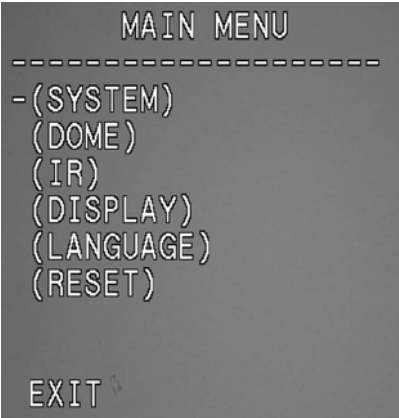 MAIN MENU
--------------------
-(SYSTEM)
(DOME)
(IR)
(DISPLAY)
(LANGUAGE)
(RESET)
EXIT